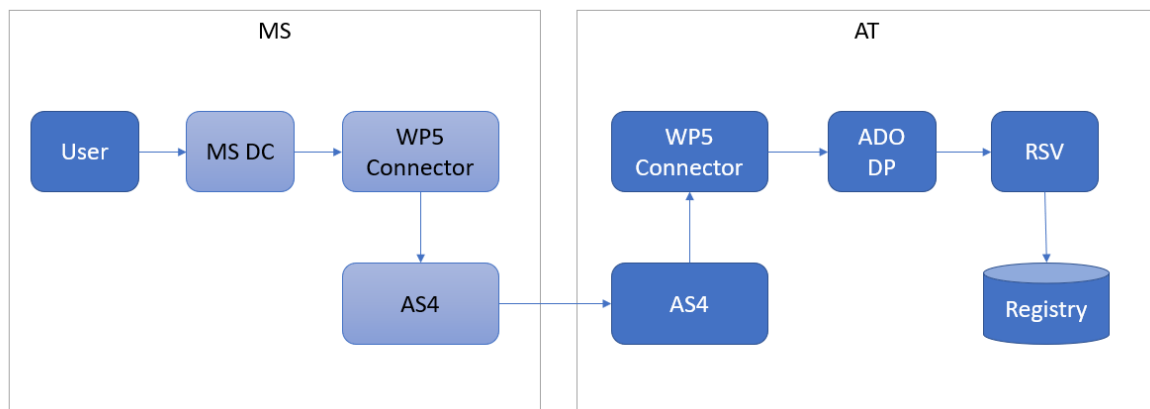 MS
User
MS DC
WP5
Connector
AS4
AT
WP5
Connector
ADO
DP
RSV
AS4
Registry